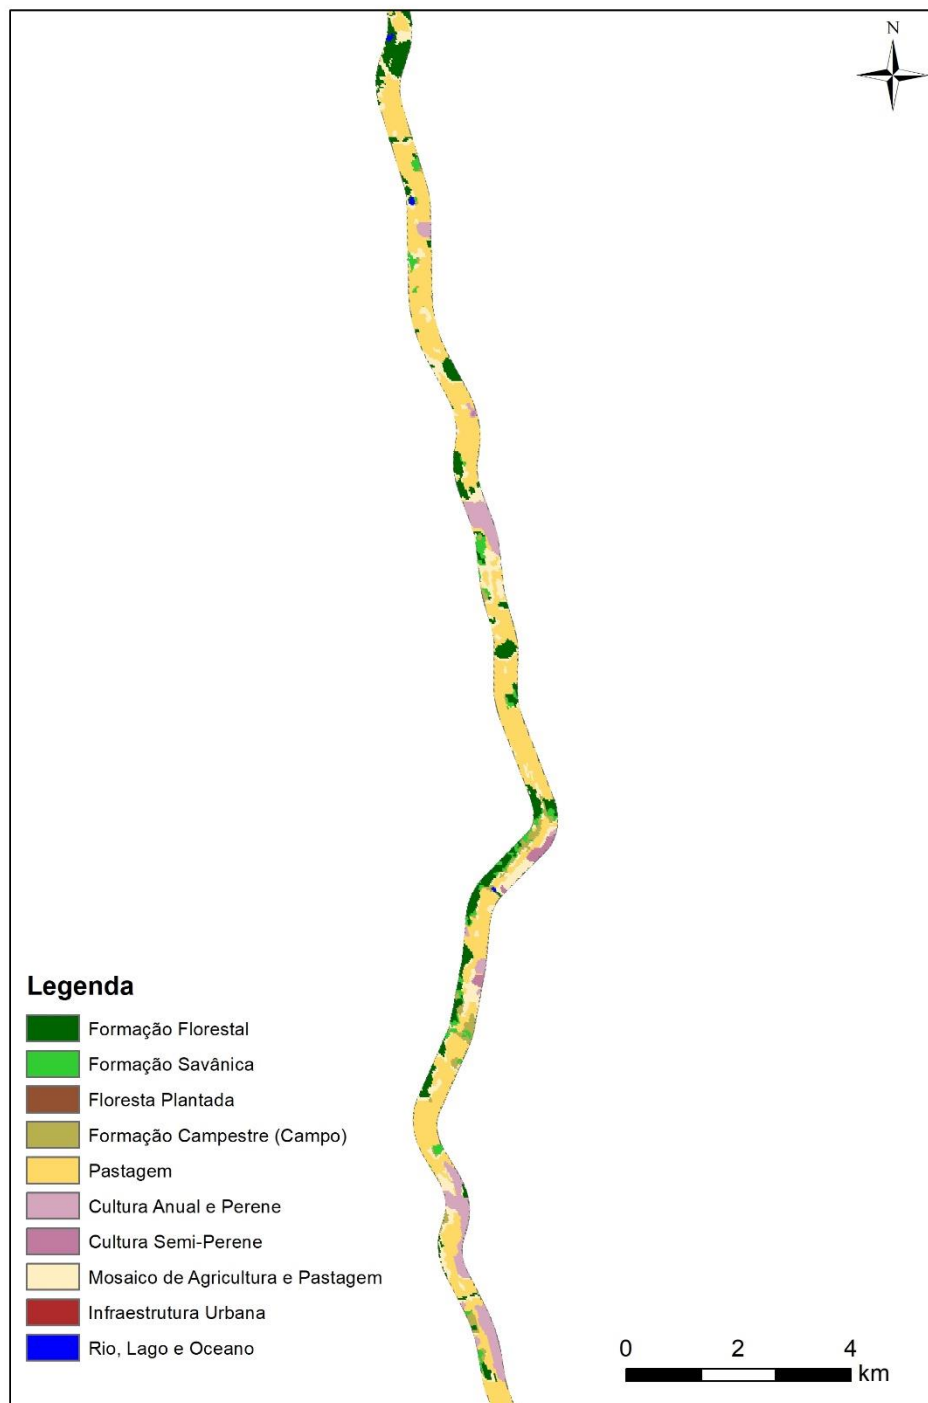 N
Legenda
Formação Florestal
Formação Savânica
Floresta Plantada
Formação Campestre (Campo)
Pastagem
Cultura Anual e Perene
Cultura Semi-Perene
Mosaico de Agricultura e Pastagem
Infraestrutura Urbana
Rio, Lago e Oceano
0 2 4
km